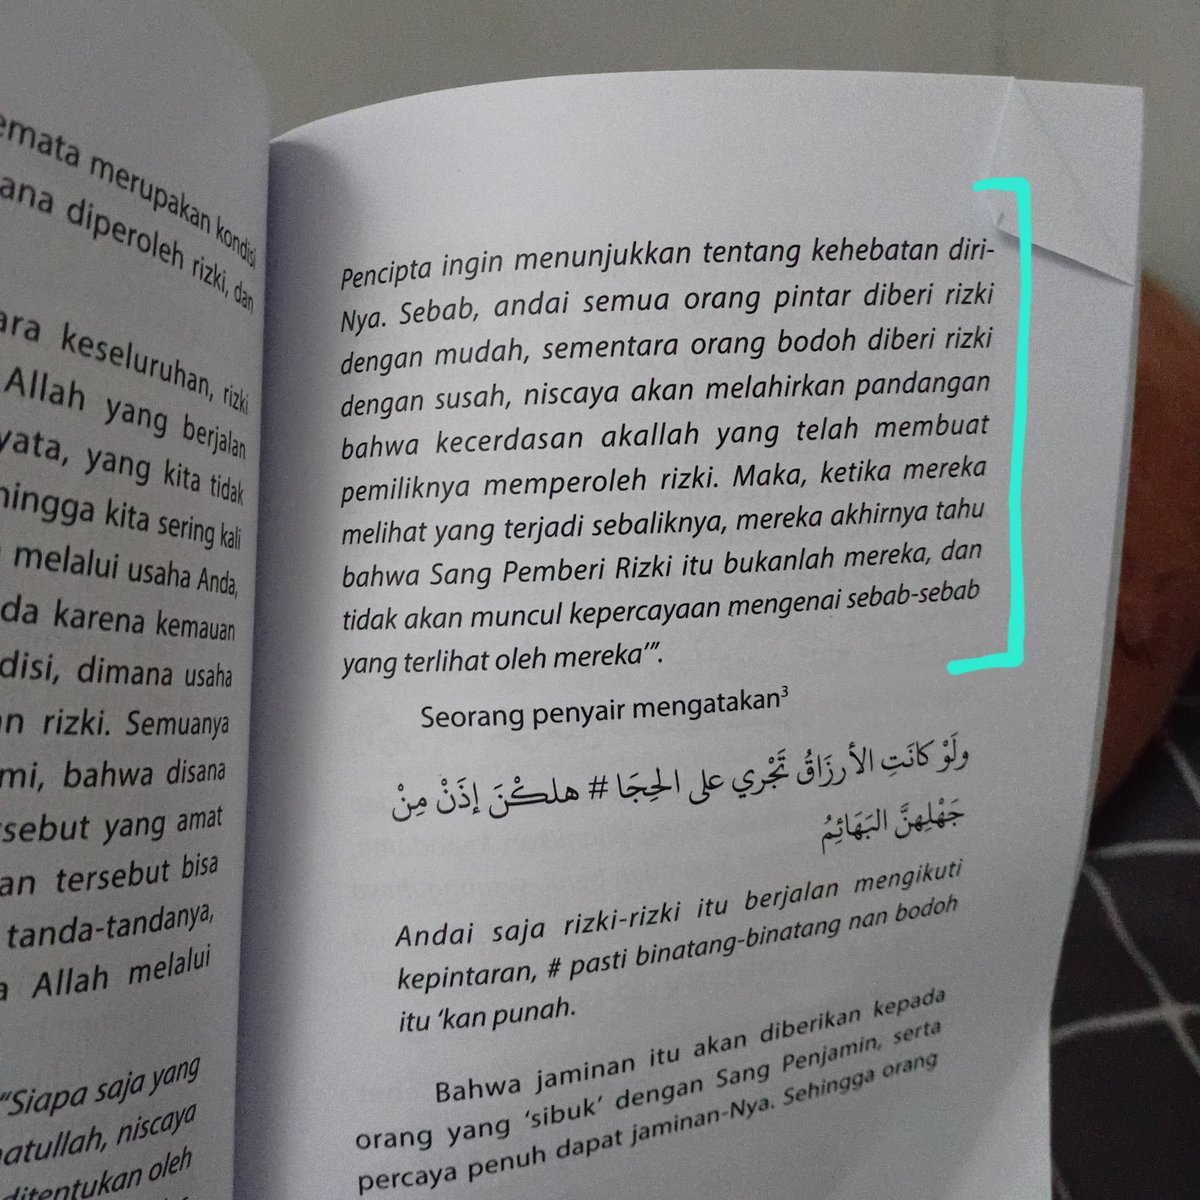 emata merupakan kondisi
ana diperoleh rizki, dan
ara keseluruhan, rizki
Allah yang berjalan
yata, yang kita tidak
hingga kita sering kali
melalui usaha Anda,
da karena kemauan
disi, dimana usaha
n rizki. Semuanya
mi, bahwa disana
rsebut yang amat
an tersebut bisa
tanda-tandanya,
a Allah melalui
"Siapa saja yang
natullah, niscaya
ditentukan oleh
Pencipta ingin menunjukkan tentang kehebatan diri-
Nya. Sebab, andai semua orang pintar diberi rizki
dengan mudah, sementara orang bodoh diberi rizki
dengan susah, niscaya akan melahirkan pandangan
bahwa kecerdasan akallah yang telah membuat
pemiliknya memperoleh rizki. Maka, ketika mereka
melihat yang terjadi sebaliknya, mereka akhirnya tahu
bahwa Sang Pemberi Rizki itu bukanlah mereka, dan
tidak akan muncul kepercayaan mengenai sebab-sebab
yang terlihat oleh mereka'".
Seorang penyair mengatakan³
ولَوْ كَانَتِ الأرزَاقُ تَجْرِي على الحِجَا # هلكْنَ إذَنْ مِنْ
جَهْلِهِنَّ البَهَائِمُ
Andai saja rizki-rizki itu berjalan mengikuti
kepintaran, # pasti binatang-binatang nan bodoh
itu 'kan punah.
Bahwa jaminan itu akan diberikan kepada
orang yang 'sibuk' dengan Sang Penjamin, serta
percaya penuh dapat jaminan-Nya. Sehingga orang